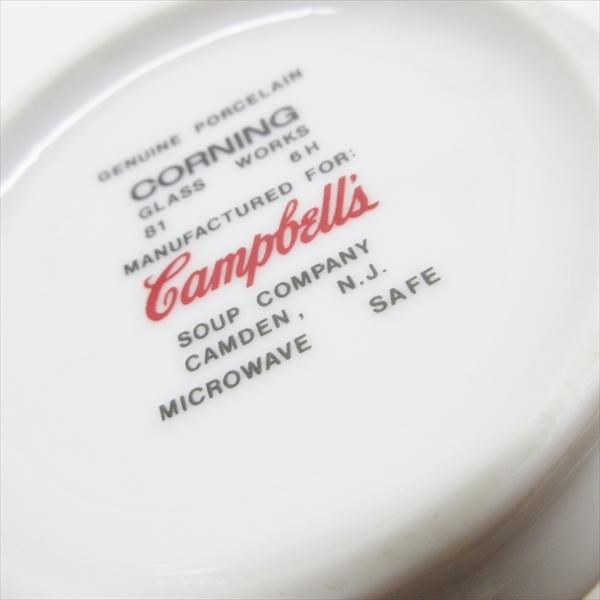 GENUINE PORCELAIN
CORNING
GLASS WORKS
81 6H
MANUFACTURED FOR:
Campbell's
SOUP COMPANY
CAMDEN, N.J.
MICROWAVE SAFE